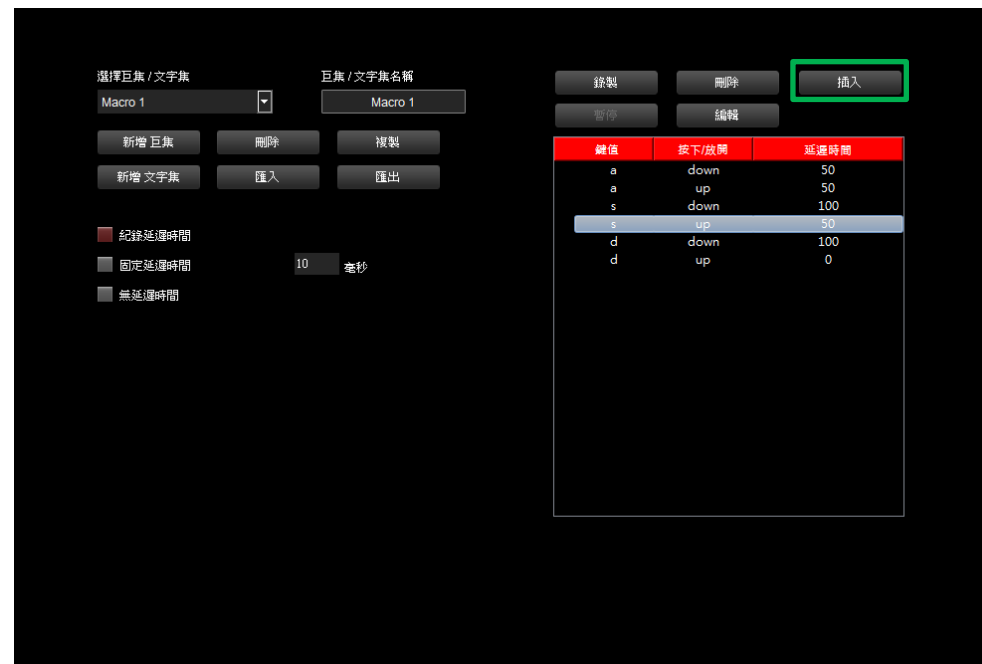 選擇巨集 / 文字集
巨集 / 文字集名稱
Macro 1
Macro 1
新增 巨集
刪除
複製
新增 文字集
匯入
匯出
紀錄延遲時間
固定延遲時間
10
毫秒
無延遲時間
錄製
刪除
插入
暫停
編輯
鍵值 按下/放開 延遲時間
a down 50
a up 50
s down 100
s up 50
d down 100
d up 0